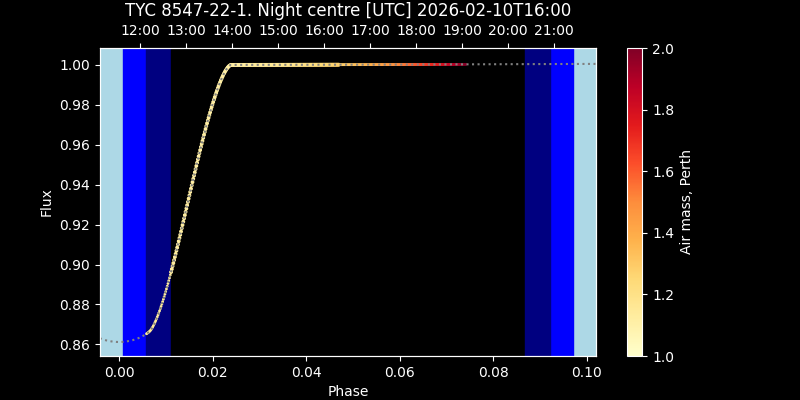 TYC 8547-22-1. Night centre [UTC] 2026-02-10T16:00
12:00 13:00 14:00 15:00 16:00 17:00 18:00 19:00 20:00 21:00
1.00
0.98
0.96
0.94
0.92
0.90
0.88
0.86
Flux
0.00 0.02 0.04 0.06 0.08 0.10
Phase
2.0
1.8
1.6
1.4
1.2
1.0
Air mass, Perth